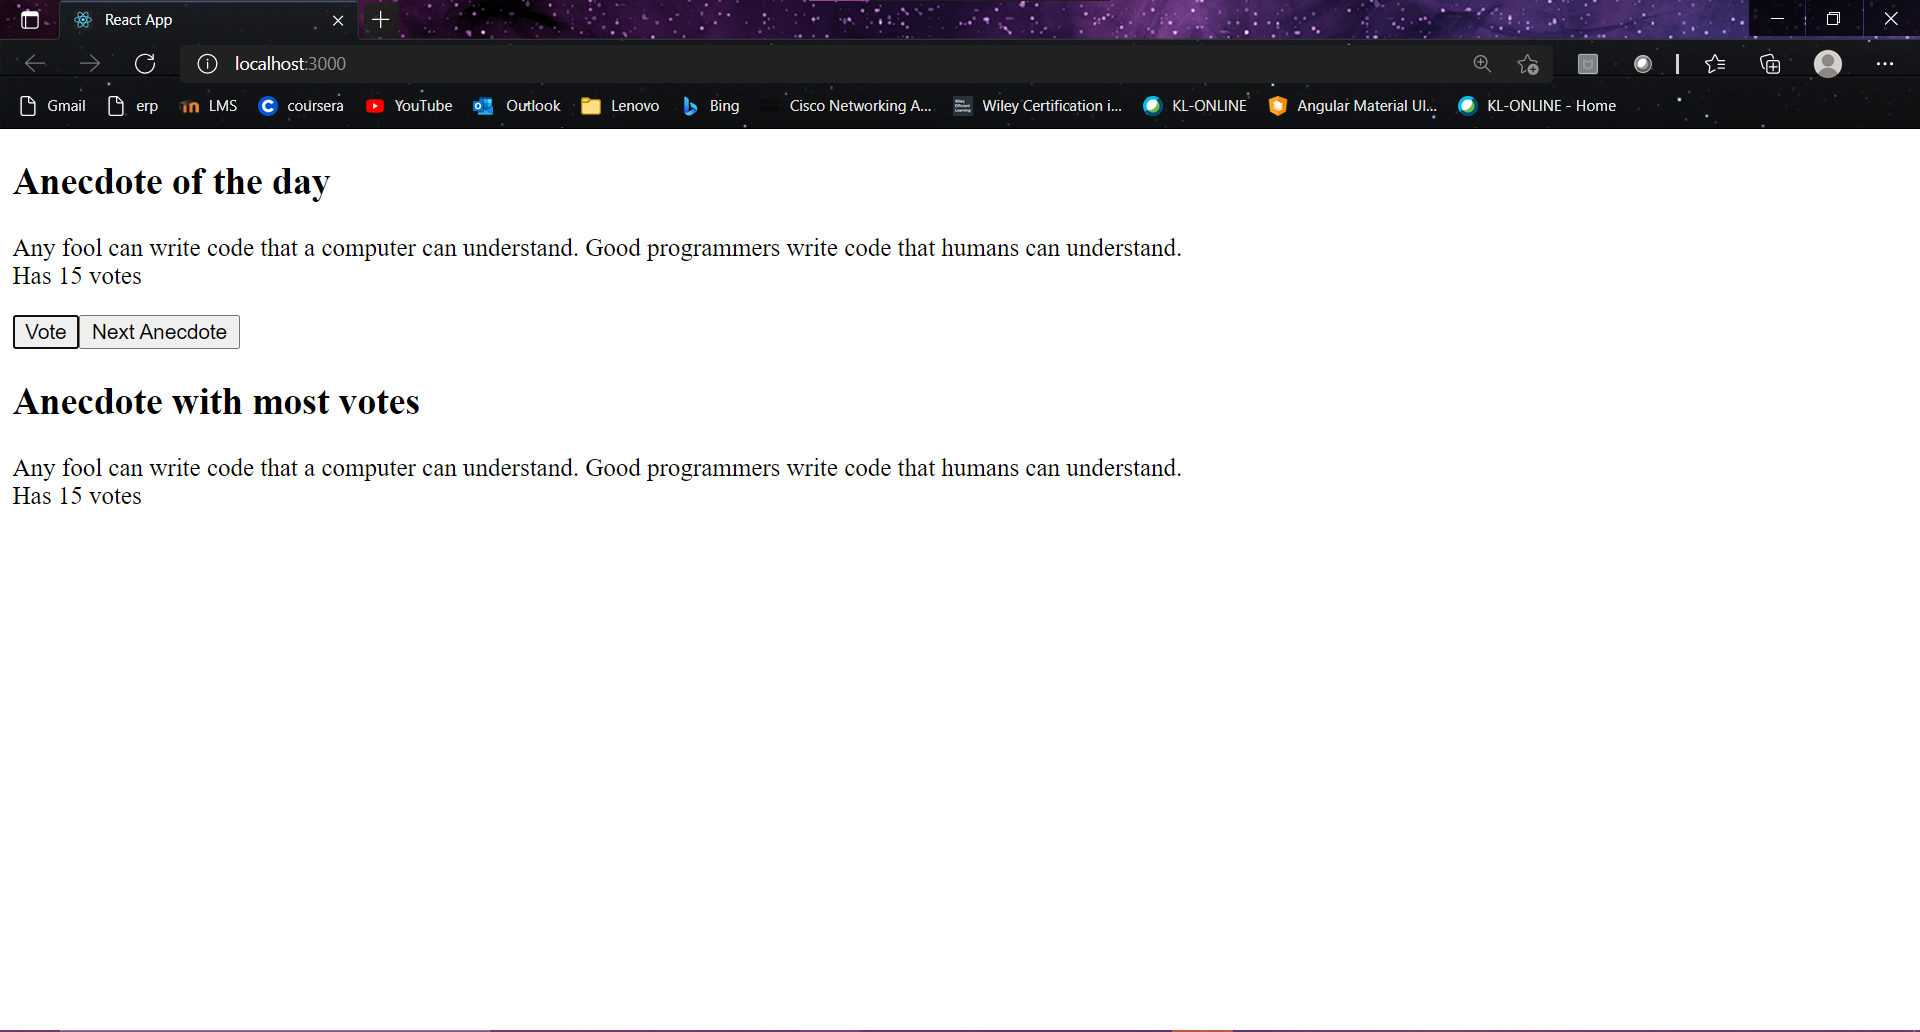 React App
localhost:3000
Gmail erp LMS coursera YouTube Outlook Lenovo Bing Cisco Networking A... Wiley Certification i... KL-ONLINE Angular Material UI... KL-ONLINE - Home
Anecdote of the day
Any fool can write code that a computer can understand. Good programmers write code that humans can understand.
Has 15 votes
Vote Next Anecdote
Anecdote with most votes
Any fool can write code that a computer can understand. Good programmers write code that humans can understand.
Has 15 votes